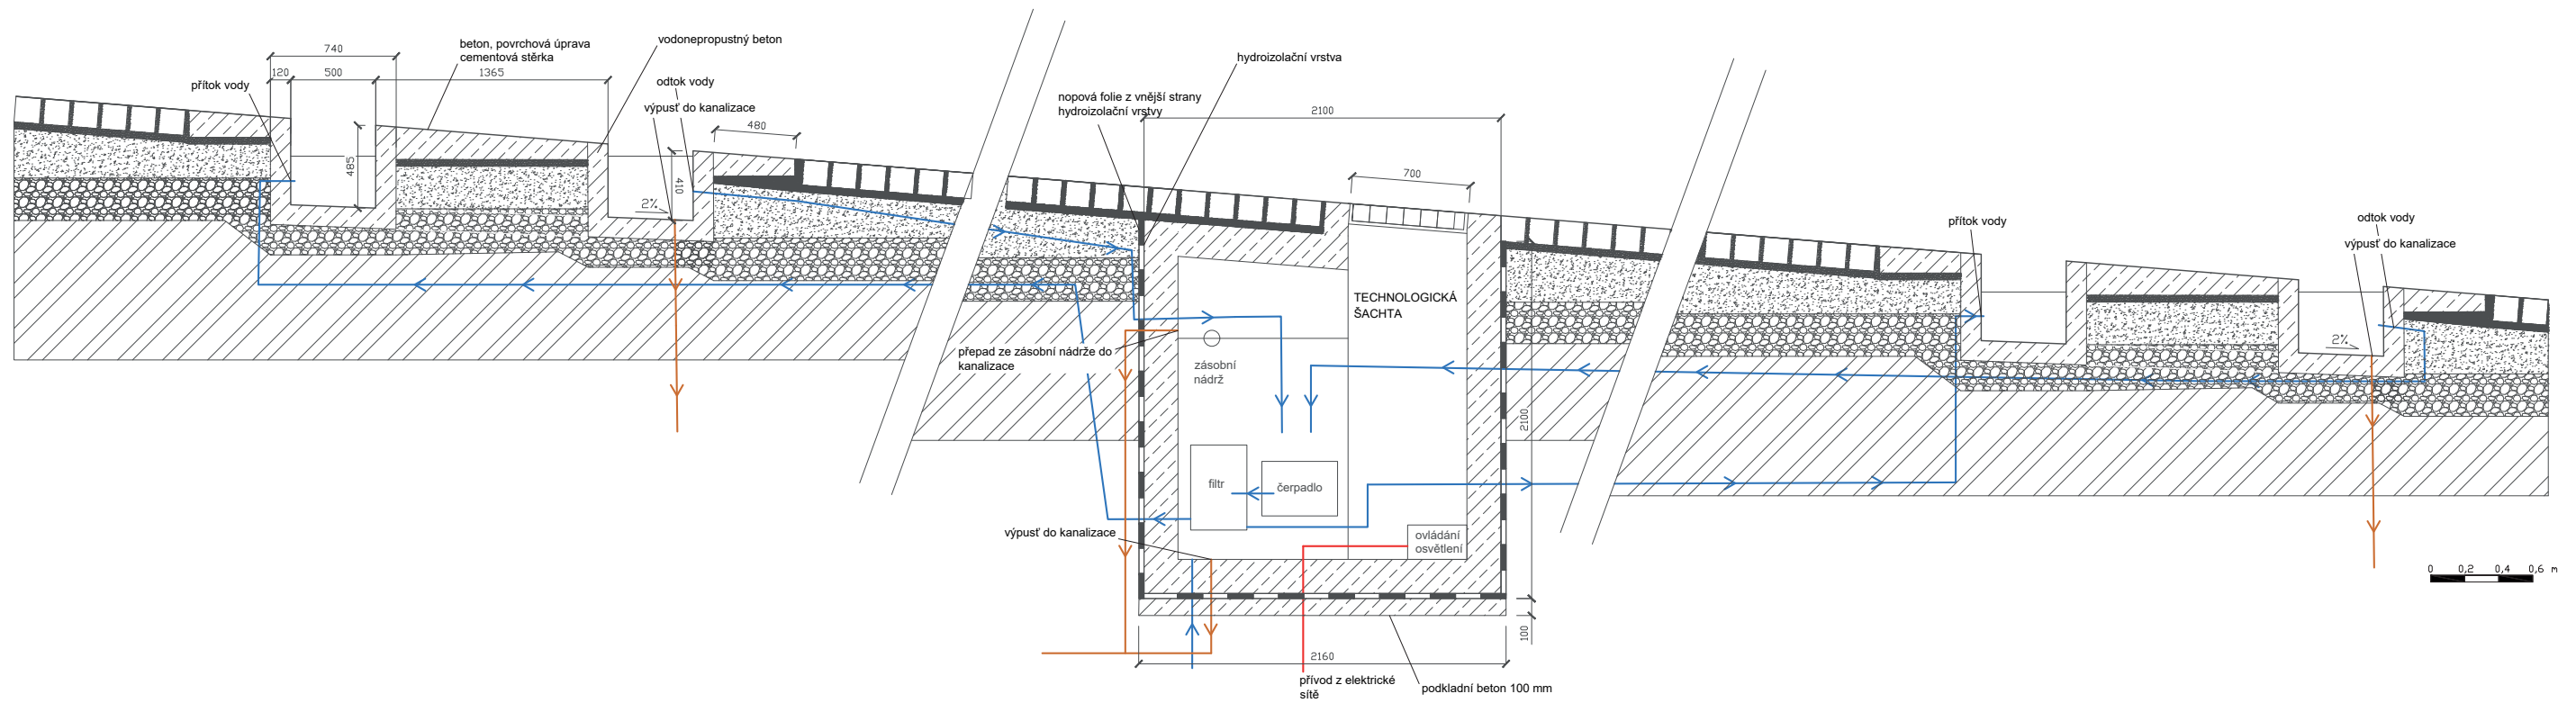 740
120
500
1365
beton, povrchová úprava
cementová stěrka
vodonepropustný beton
přítok vody
odtok vody
výpusť do kanalizace
485
410
2%
480
nopová folie z vnější strany
hydroizolační vrstvy
hydroizolační vrstva
2100
700
TECHNOLOGICKÁ
ŠACHTA
přepad ze zásobní nádrže do
kanalizace
zásobní
nádrž
filtr
čerpadlo
výpusť do kanalizace
ovládání
osvětlení
2100
100
2160
přívod z elektrické
sítě
podkladní beton 100 mm
přítok vody
odtok vody
výpusť do kanalizace
2%
0 0,2 0,4 0,6 m